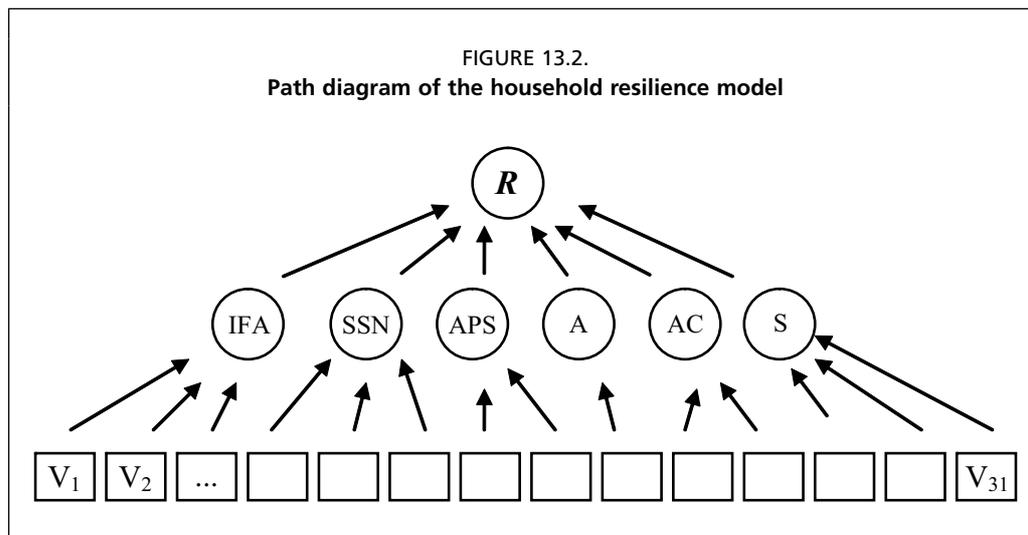 FIGURE 13.2.
Path diagram of the household resilience model
R
IFA SSN APS A AC S
V₁ V₂ ... V₃₁